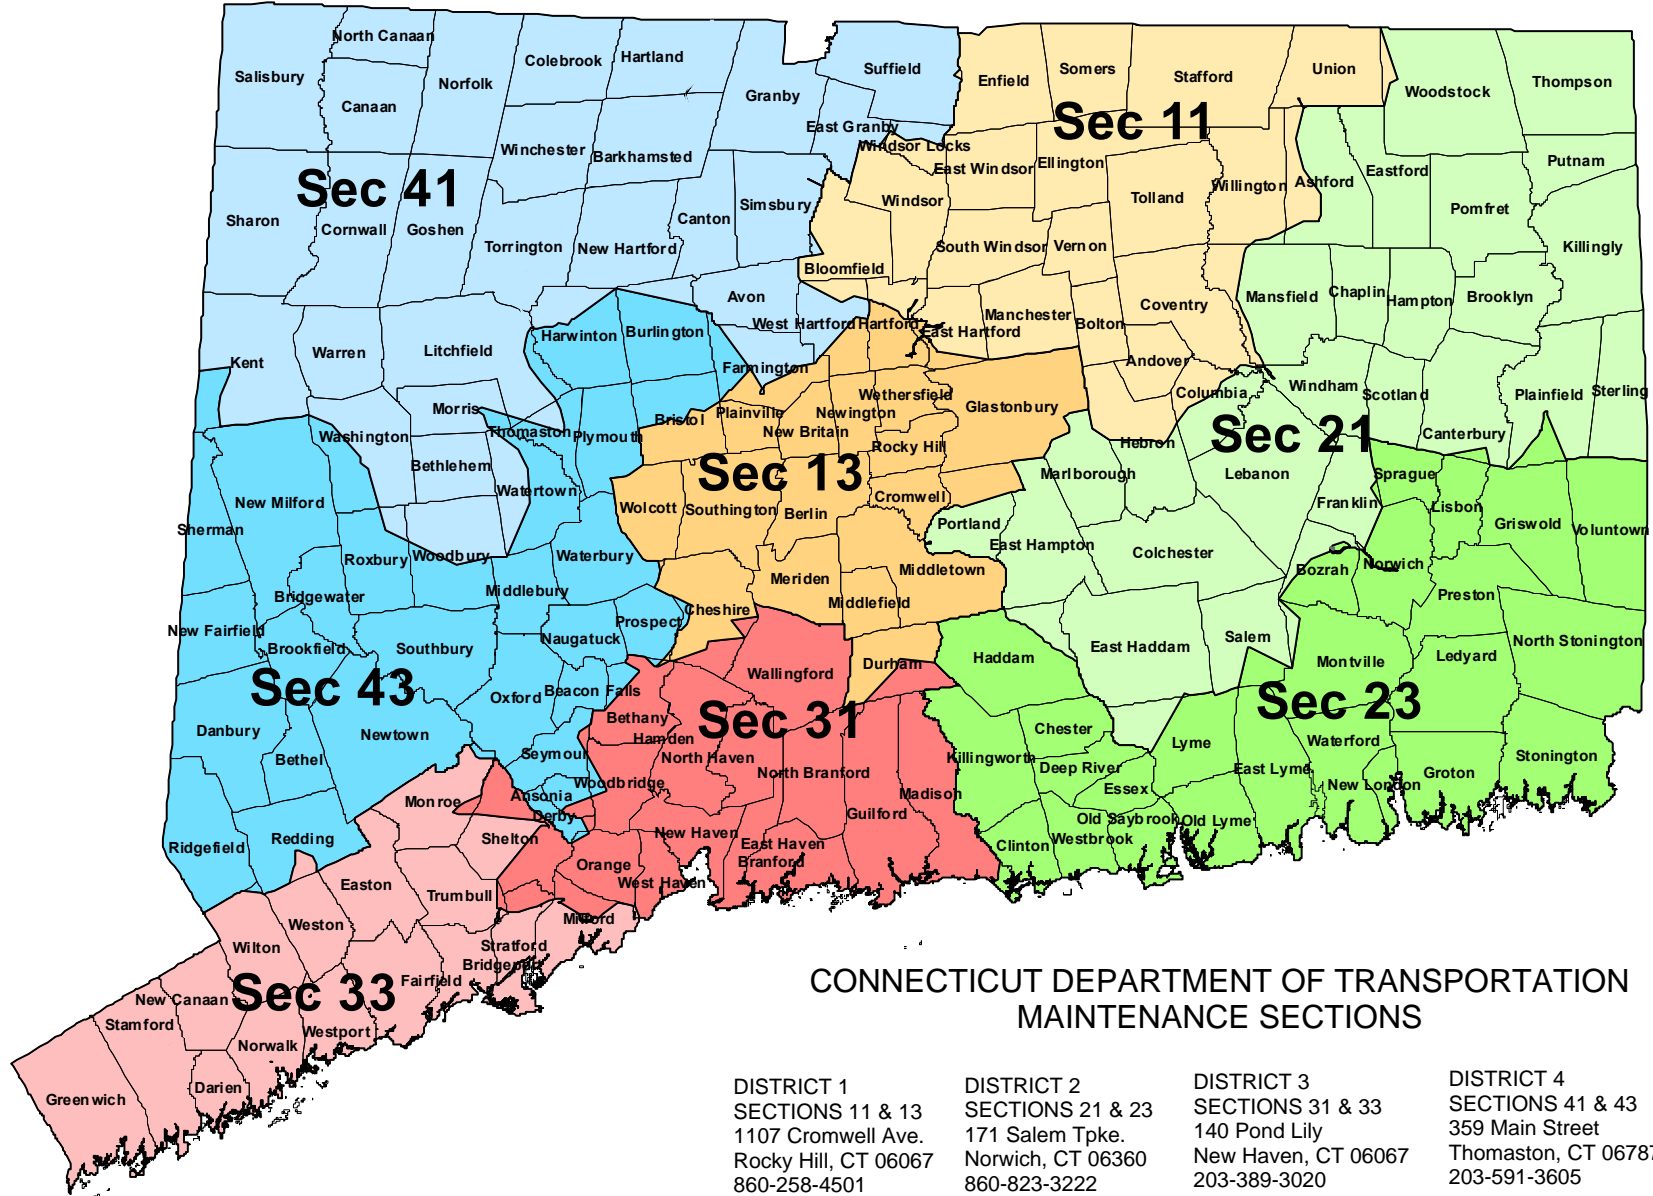 North Canaan
Colebrook
Hartland
Salisbury
Norfolk
Canaan
Granby
Suffield
Enfield
Somers
Stafford
Union
Woodstock
Thompson
East Granby
Sec 11
Windsor Locks
Winchester
Barkhamsted
East Windsor
Ellington
Putnam
Sec 41
Eastford
Ashford
Willington
Tolland
Windsor
Simsbury
Canton
Pomfret
Sharon
Cornwall
Goshen
Torrington
New Hartford
South Windsor
Vernon
Killingly
Bloomfield
Avon
Mansfield
Chaplin
Hampton
Brooklyn
Coventry
Manchester
West Hartford
Hartford
East Hartford
Bolton
Harwinton
Burlington
Litchfield
Warren
Kent
Farmington
Andover
Columbia
Windham
Scotland
Plainfield
Sterling
Wethersfield
Glastonbury
Morris
Bristol
Plainville
Newington
New Britain
Rocky Hill
Thomaston
Plymouth
Washington
Canterbury
Sec 21
Hebron
Marlborough
Lebanon
Sprague
Bethlehem
Sec 13
Watertown
Cromwell
New Milford
Wolcott
Southington
Berlin
Franklin
Lisbon
Griswold
Voluntown
Sherman
Portland
East Hampton
Colchester
Roxbury
Woodbury
Waterbury
Middletown
Bozrah
Norwich
Meriden
Middlebury
Bridgewater
Middlefield
Cheshire
Preston
New Fairfield
Prospect
Naugatuck
Brookfield
Southbury
East Haddam
Salem
North Stonington
Haddam
Durham
Montville
Ledyard
Wallingford
Sec 43
Oxford
Beacon Falls
Sec 31
Sec 23
Bethany
Hamden
Danbury
Newtown
Chester
Lyme
Waterford
Bethel
Seymour
North Haven
Killingworth
Deep River
Stonington
Woodbridge
North Branford
East Lyme
New London
Groton
Essex
Ansonia
Monroe
Madison
Derby
Guilford
Old Saybrook
Old Lyme
Shelton
New Haven
Redding
Ridgefield
East Haven
Clinton
Westbrook
Branford
Orange
West Haven
Easton
Trumbull
Milford
Weston
Wilton
Stratford
Bridgeport
Fairfield
Sec 33
New Canaan
Stamford
Westport
Norwalk
Darien
Greenwich
CONNECTICUT DEPARTMENT OF TRANSPORTATION
MAINTENANCE SECTIONS
DISTRICT 1
SECTIONS 11 & 13
1107 Cromwell Ave.
Rocky Hill, CT 06067
860-258-4501
DISTRICT 2
SECTIONS 21 & 23
171 Salem Tpke.
Norwich, CT 06360
860-823-3222
DISTRICT 3
SECTIONS 31 & 33
140 Pond Lily
New Haven, CT 06067
203-389-3020
DISTRICT 4
SECTIONS 41 & 43
359 Main Street
Thomaston, CT 06787
203-591-3605